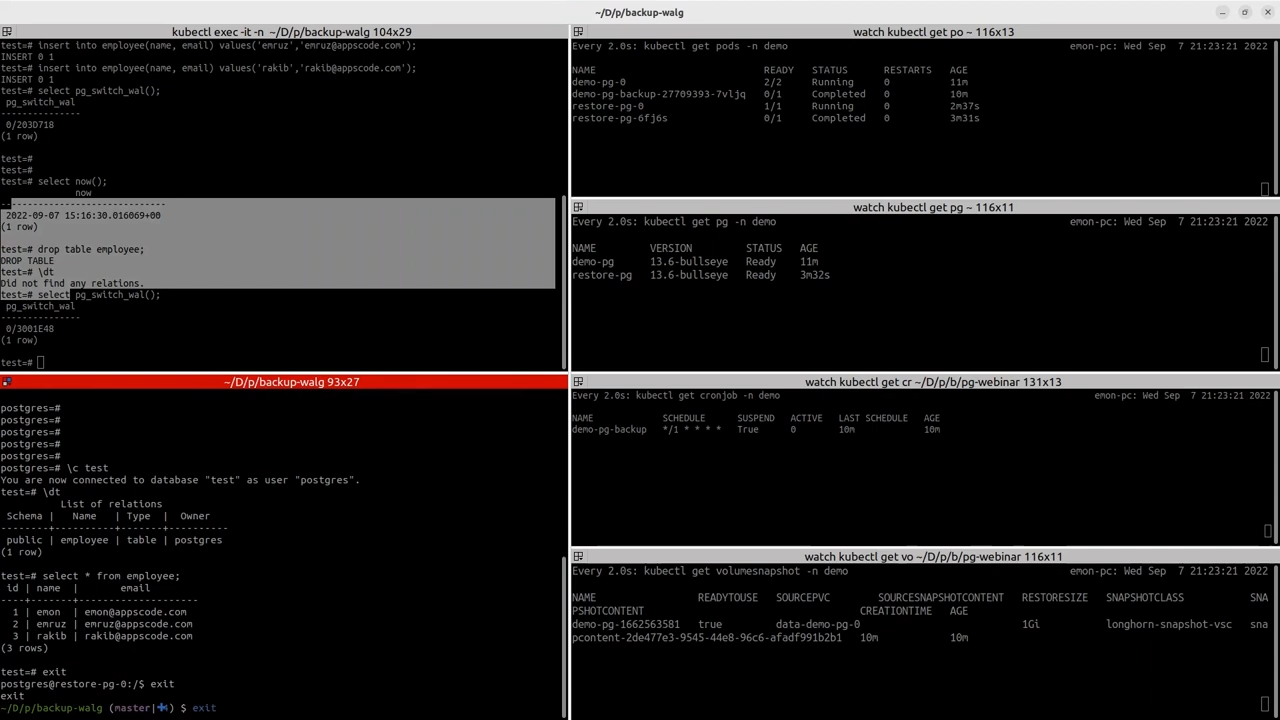 ~/D/p/backup-walg
kubectl exec -it -n  ~/D/p/backup-walg 104x29
test=# insert into employee(name, email) values('emruz','emruz@appscode.com');
INSERT 0 1
test=# insert into employee(name, email) values('rakib','rakib@appscode.com');
INSERT 0 1
test=# select pg_switch_wal();
pg_switch_wal
---------------
0/203D718
(1 row)
test=#
test=#
test=# select now();
now
-------------------------------
2022-09-07 15:16:30.016069+00
(1 row)
test=# drop table employee;
DROP TABLE
test=# \dt
Did not find any relations.
test=# select pg_switch_wal();
pg_switch_wal
---------------
0/3001E48
(1 row)
test=#
~/D/p/backup-walg 93x27
postgres=#
postgres=#
postgres=#
postgres=#
postgres=#
postgres=# \c test
You are now connected to database "test" as user "postgres".
test=# \dt
List of relations
Schema |   Name   | Type |  Owner
--------+----------+-------+----------
public | employee | table | postgres
(1 row)
test=# select * from employee;
id | name  |       email
----+-------+--------------------
1 | emon  | emon@appscode.com
2 | emruz | emruz@appscode.com
3 | rakib | rakib@appscode.com
(3 rows)
test=# exit
postgres@restore-pg-0:/$ exit
exit
~/D/p/backup-walg (master|✚) $ exit
watch kubectl get po ~ 116x13
Every 2.0s: kubectl get pods -n demo    emon-pc: Wed Sep  7 21:23:21 2022
NAME    READY   STATUS   RESTARTS   AGE
demo-pg-0    2/2   Running   0   11m
demo-pg-backup-27709393-7vljq   0/1   Completed   0   10m
restore-pg-0   1/1   Running   0   2m37s
restore-pg-6fj6s   0/1   Completed   0   3m31s
watch kubectl get pg ~ 116x11
Every 2.0s: kubectl get pg -n demo    emon-pc: Wed Sep  7 21:23:21 2022
NAME   VERSION   STATUS   AGE
demo-pg   13.6-bullseye   Ready   11m
restore-pg   13.6-bullseye   Ready   3m32s
watch kubectl get cr ~/D/p/b/pg-webinar 131x13
Every 2.0s: kubectl get cronjob -n demo    emon-pc: Wed Sep  7 21:23:21 2022
NAME   SCHEDULE   SUSPEND   ACTIVE   LAST SCHEDULE   AGE
demo-pg-backup   */1 * * * *   True   0   10m   10m
watch kubectl get vo ~/D/p/b/pg-webinar 116x11
Every 2.0s: kubectl get volumesnapshot -n demo    emon-pc: Wed Sep  7 21:23:21 2022
NAME   READYTOUSE   SOURCEPVC   SOURCESNAPSHOTCONTENT   RESTORESIZE   SNAPSHOTCLASS   SNA
PSHOTCONTENT   CREATIONTIME   AGE
demo-pg-1662563581   true   data-demo-pg-0   1Gi   longhorn-snapshot-vsc   sna
pcontent-2de477e3-9545-44e8-96c6-afadf991b2b1   10m   10m